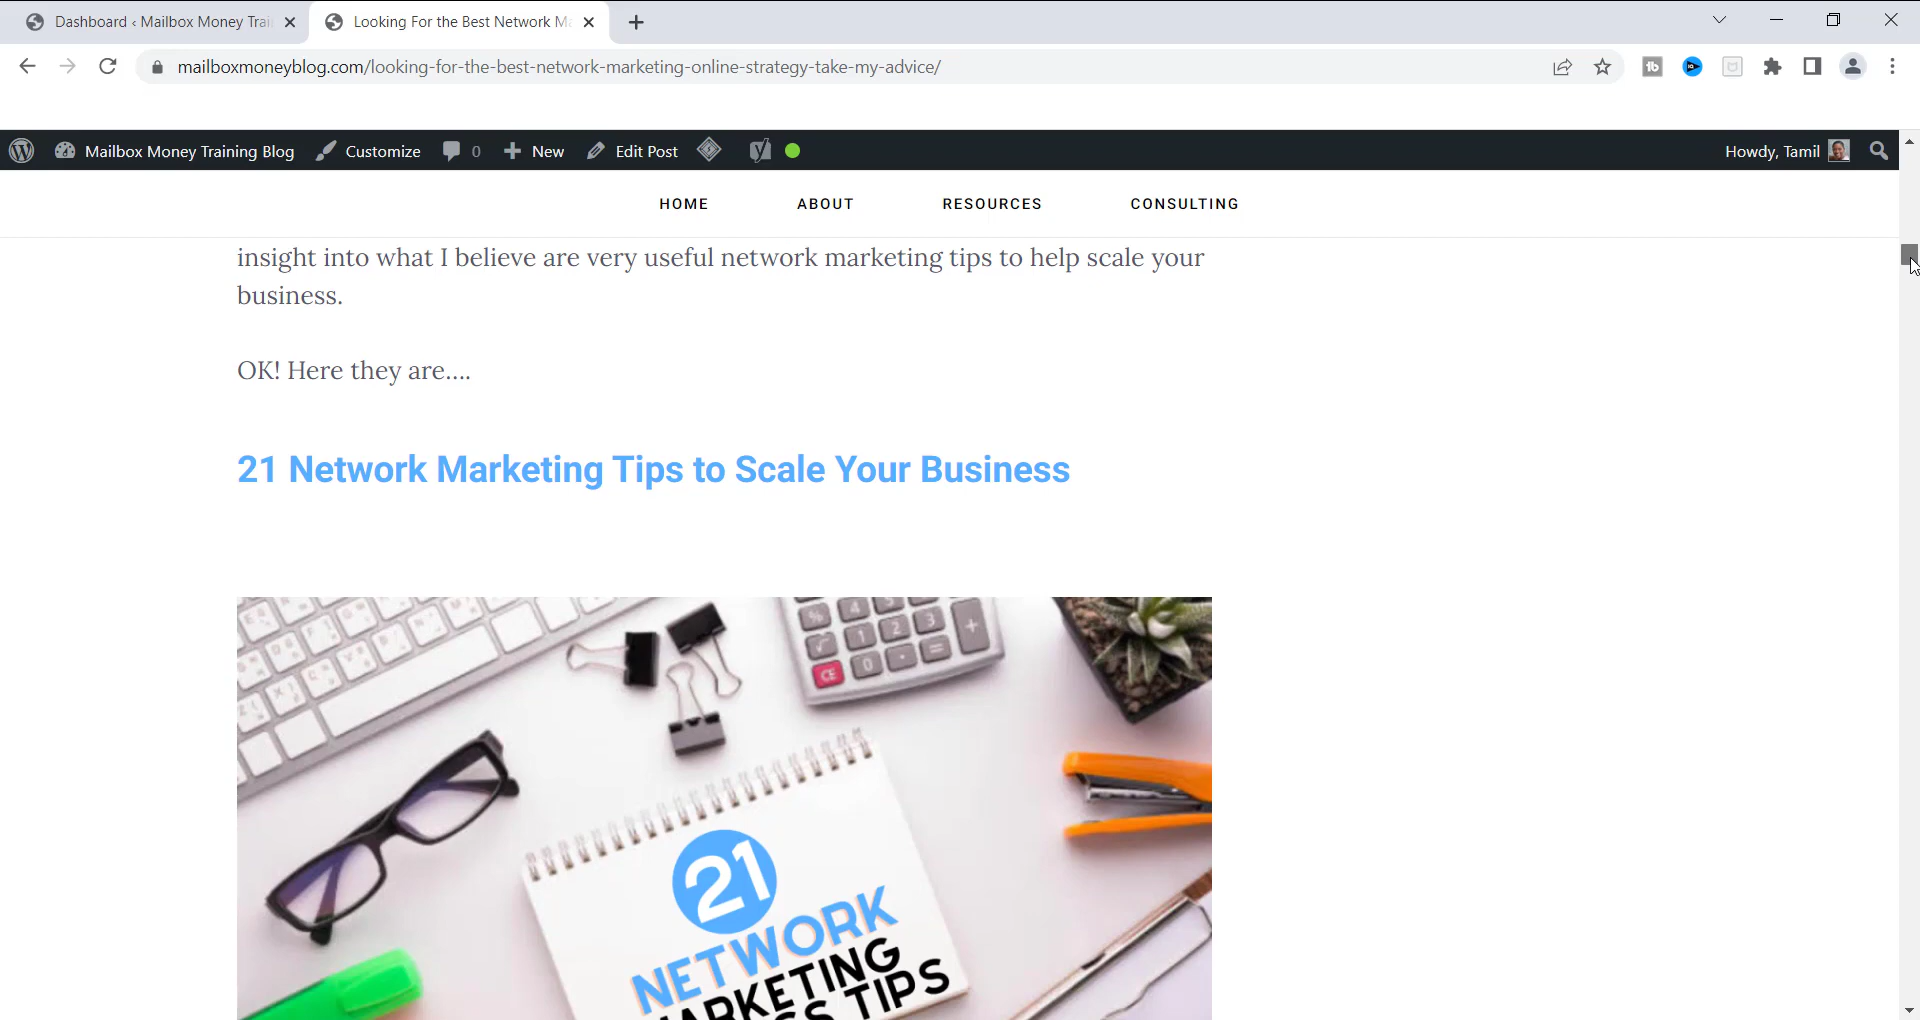 Dashboard ‹ Mailbox Money Trai
Looking For the Best Network M
mailboxmoneyblog.com/looking-for-the-best-network-marketing-online-strategy-take-my-advice/
Mailbox Money Training Blog
Customize
0
New
Edit Post
Howdy, Tamil
HOME
ABOUT
RESOURCES
CONSULTING
insight into what I believe are very useful network marketing tips to help scale your
business.
OK! Here they are....
21 Network Marketing Tips to Scale Your Business
21
NETWORK
MARKETING
TIPS